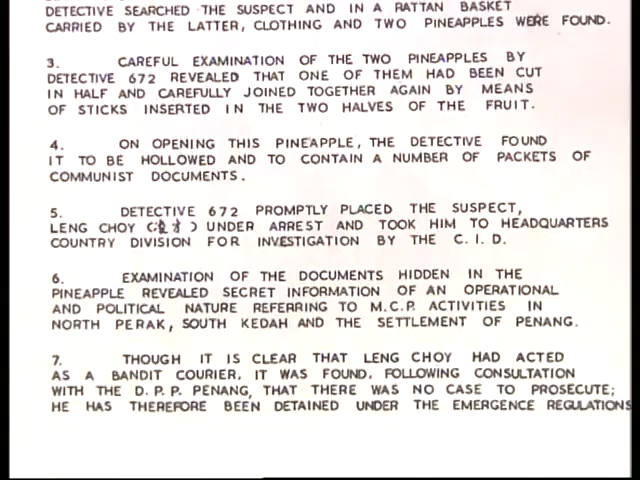 DETECTIVE SEARCHED THE SUSPECT AND IN A RATTAN BASKET
CARRIED BY THE LATTER, CLOTHING AND TWO PINEAPPLES WERE FOUND.
3. CAREFUL EXAMINATION OF THE TWO PINEAPPLES BY
DETECTIVE 672 REVEALED THAT ONE OF THEM HAD BEEN CUT
IN HALF AND CAREFULLY JOINED TOGETHER AGAIN BY MEANS
OF STICKS INSERTED IN THE TWO HALVES OF THE FRUIT.
4. ON OPENING THIS PINEAPPLE, THE DETECTIVE FOUND
IT TO BE HOLLOWED AND TO CONTAIN A NUMBER OF PACKETS OF
COMMUNIST DOCUMENTS.
5. DETECTIVE 672 PROMPTLY PLACED THE SUSPECT,
LENG CHOY ( ) UNDER ARREST AND TOOK HIM TO HEADQUARTERS
COUNTRY DIVISION FOR INVESTIGATION BY THE C.I.D.
6. EXAMINATION OF THE DOCUMENTS HIDDEN IN THE
PINEAPPLE REVEALED SECRET INFORMATION OF AN OPERATIONAL
AND POLITICAL NATURE REFERRING TO M.C.P. ACTIVITIES IN
NORTH PERAK, SOUTH KEDAH AND THE SETTLEMENT OF PENANG.
7. THOUGH IT IS CLEAR THAT LENG CHOY HAD ACTED
AS A BANDIT COURIER, IT WAS FOUND, FOLLOWING CONSULTATION
WITH THE D.P.P. PENANG, THAT THERE WAS NO CASE TO PROSECUTE;
HE HAS THEREFORE BEEN DETAINED UNDER THE EMERGENCE REGULATIONS